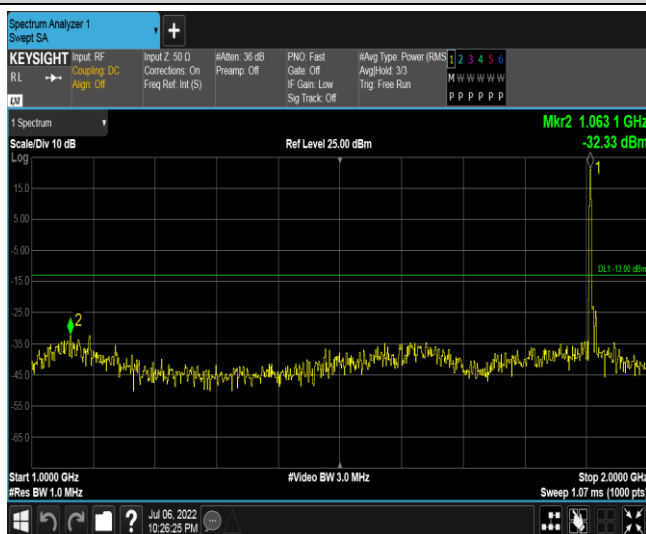 Spectrum Analyzer 1
Swept SA
+
KEYSIGHT
RL
LXI
Input: RF
Coupling: DC
Align: Off
Input Z: 50 Ω
Corrections: On
Freq Ref: Int (S)
#Atten: 36 dB
Preamp: Off
PNO: Fast
Gate: Off
IF Gain: Low
Sig Track: Off
#Avg Type: Power (RMS
Avg|Hold: 3/3
Trig: Free Run
1 2 3 4 5 6
M W W W W W
P P P P P P
1 Spectrum
Mkr2 1.063 1 GHz
Scale/Div 10 dB
Ref Level 25.00 dBm
-32.33 dBm
Log
1
15.0
5.00
-5.00
DL1 -13.00 dBm
-15.0
-25.0
2
-35.0
-45.0
-55.0
-65.0
Start 1.0000 GHz
#Video BW 3.0 MHz
Stop 2.0000 GHz
#Res BW 1.0 MHz
Sweep 1.07 ms (1000 pts)
?
Jul 06, 2022
10:26:25 PM